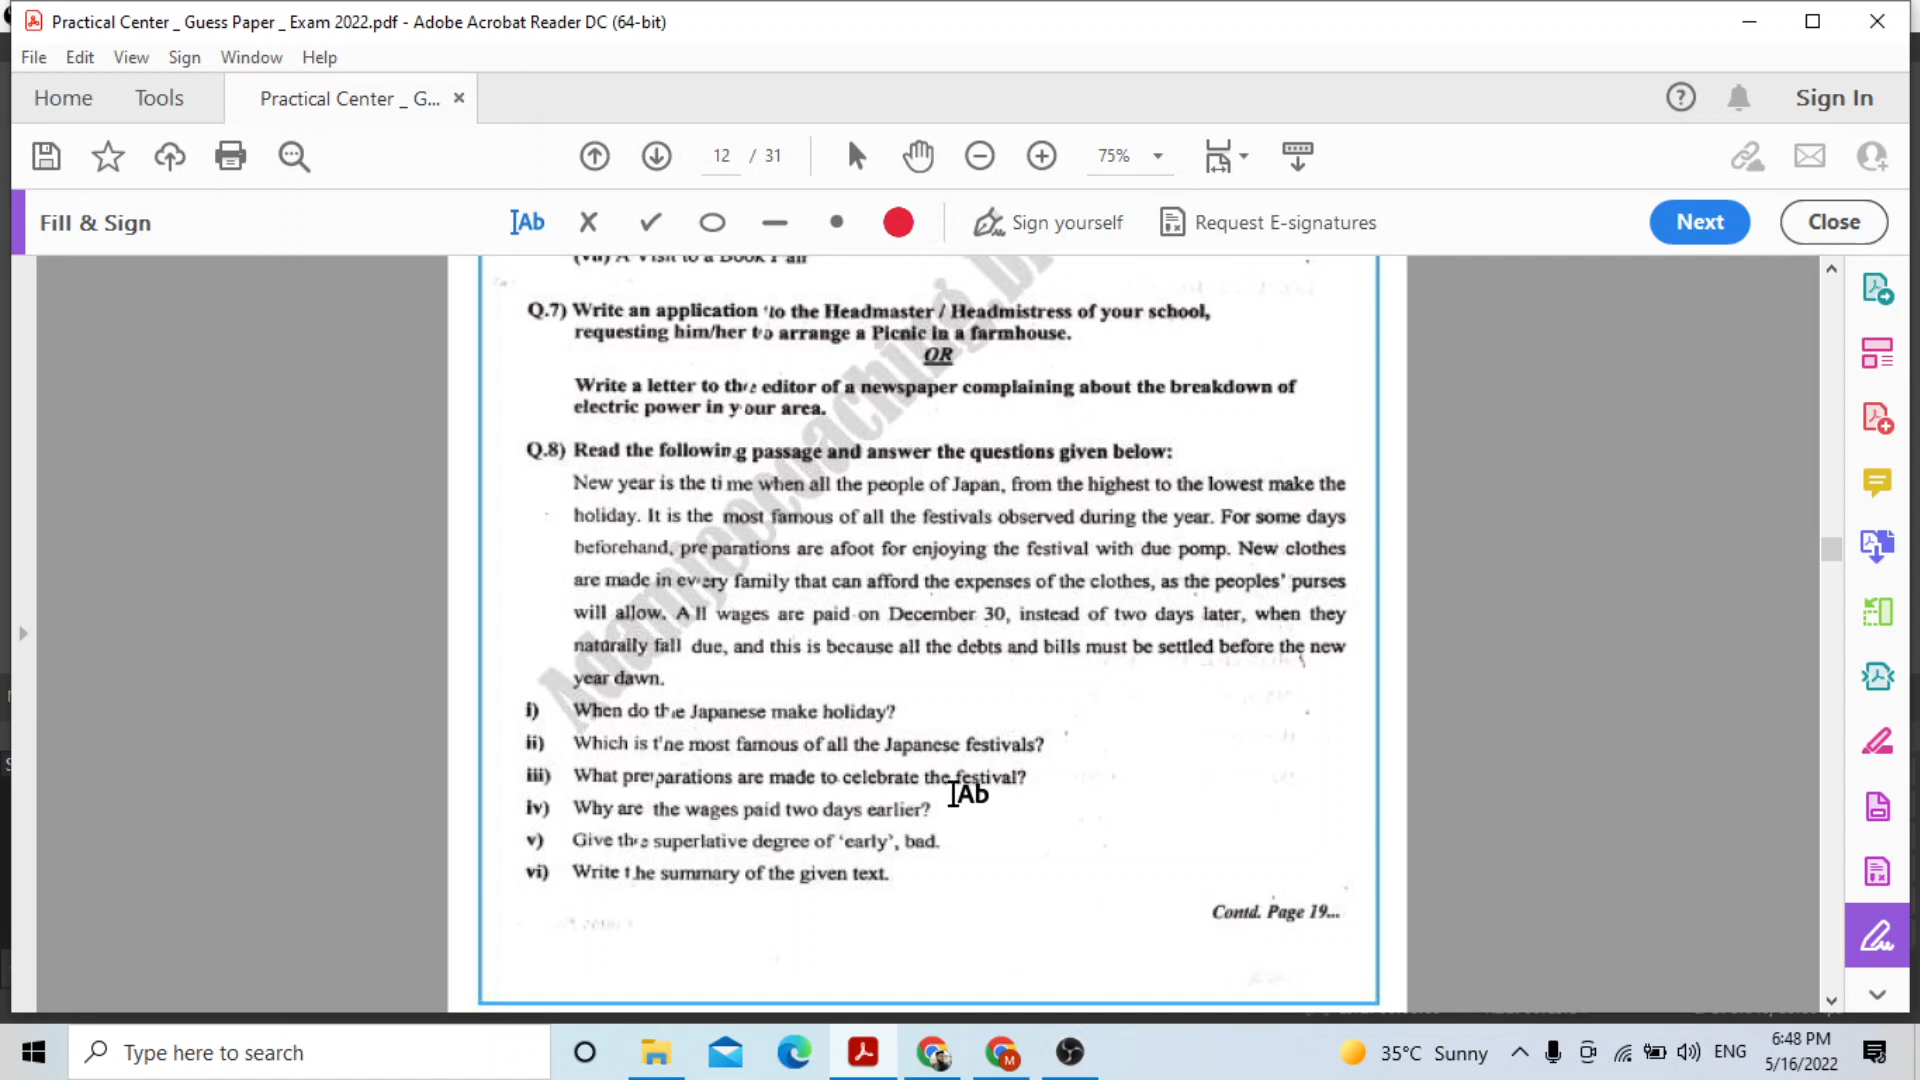 Practical Center _ Guess Paper _ Exam 2022.pdf - Adobe Acrobat Reader DC (64-bit)
File Edit View Sign Window Help
Home Tools Practical Center _ G... Sign In
12 / 31 75%
Fill & Sign Ab Sign yourself Request E-signatures Next Close
(vii) A Visit to a Book Fair
Q.7) Write an application to the Headmaster / Headmistress of your school,
requesting him/her to arrange a Picnic in a farmhouse.
OR
Write a letter to the editor of a newspaper complaining about the breakdown of
electric power in your area.
Q.8) Read the following passage and answer the questions given below:
New year is the time when all the people of Japan, from the highest to the lowest make the
holiday. It is the most famous of all the festivals observed during the year. For some days
beforehand, preparations are afoot for enjoying the festival with due pomp. New clothes
are made in every family that can afford the expenses of the clothes, as the peoples' purses
will allow. All wages are paid on December 30, instead of two days later, when they
naturally fall due, and this is because all the debts and bills must be settled before the new
year dawn.
i) When do the Japanese make holiday?
ii) Which is the most famous of all the Japanese festivals?
iii) What preparations are made to celebrate the festival?
Ab
iv) Why are the wages paid two days earlier?
v) Give the superlative degree of 'early', bad.
vi) Write the summary of the given text.
Contd. Page 19...
Type here to search
35°C Sunny ENG 6:48 PM
5/16/2022